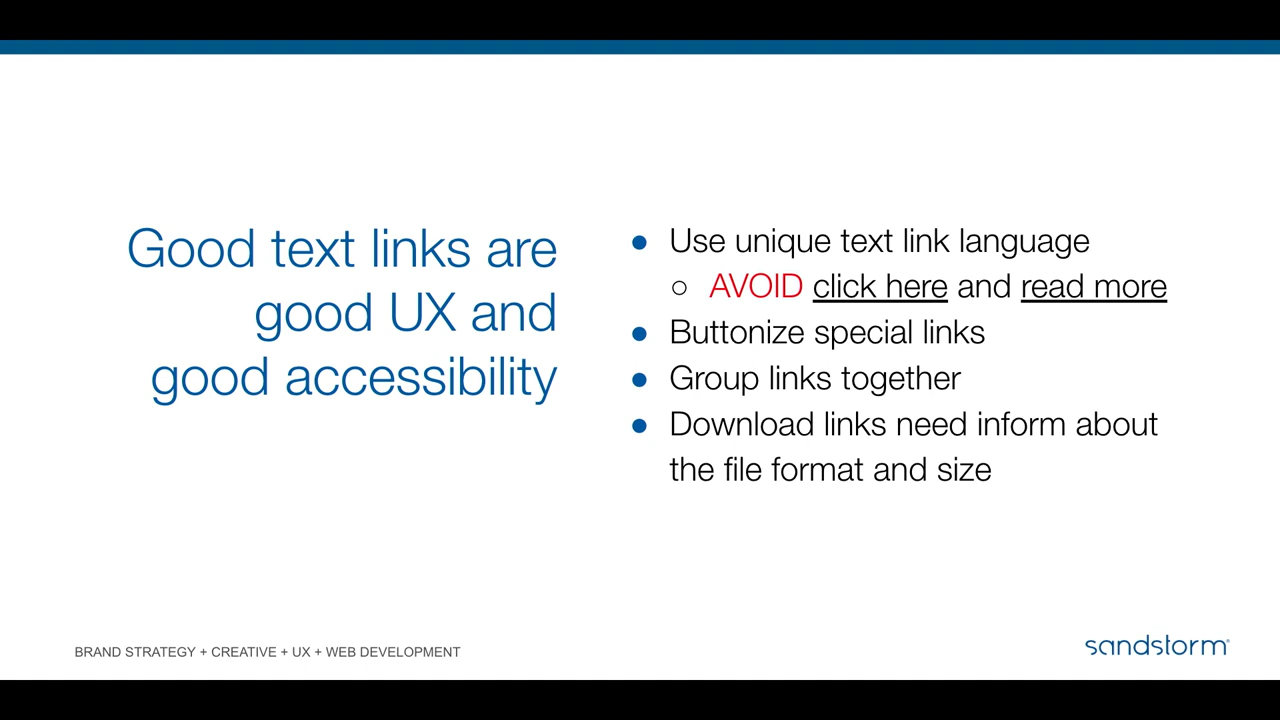 Good text links are
good UX and
good accessibility
● Use unique text link language
○ AVOID click here and read more
● Buttonize special links
● Group links together
● Download links need inform about
the file format and size
BRAND STRATEGY + CREATIVE + UX + WEB DEVELOPMENT
sandstorm®